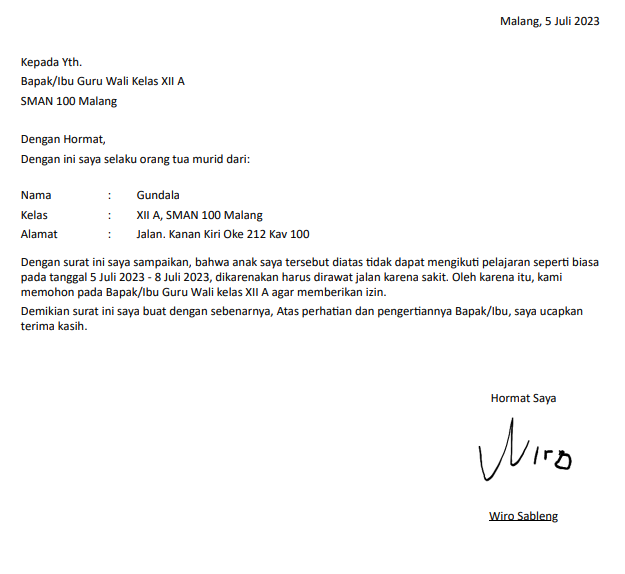 Malang, 5 Juli 2023
Kepada Yth.
Bapak/Ibu Guru Wali Kelas XII A
SMAN 100 Malang
Dengan Hormat,
Dengan ini saya selaku orang tua murid dari:
Nama : Gundala
Kelas : XII A, SMAN 100 Malang
Alamat : Jalan. Kanan Kiri Oke 212 Kav 100
Dengan surat ini saya sampaikan, bahwa anak saya tersebut diatas tidak dapat mengikuti pelajaran seperti biasa
pada tanggal 5 Juli 2023 - 8 Juli 2023, dikarenakan harus dirawat jalan karena sakit. Oleh karena itu, kami
memohon pada Bapak/Ibu Guru Wali kelas XII A agar memberikan izin.
Demikian surat ini saya buat dengan sebenarnya, Atas perhatian dan pengertiannya Bapak/Ibu, saya ucapkan
terima kasih.
Hormat Saya
Wiro
Wiro Sableng